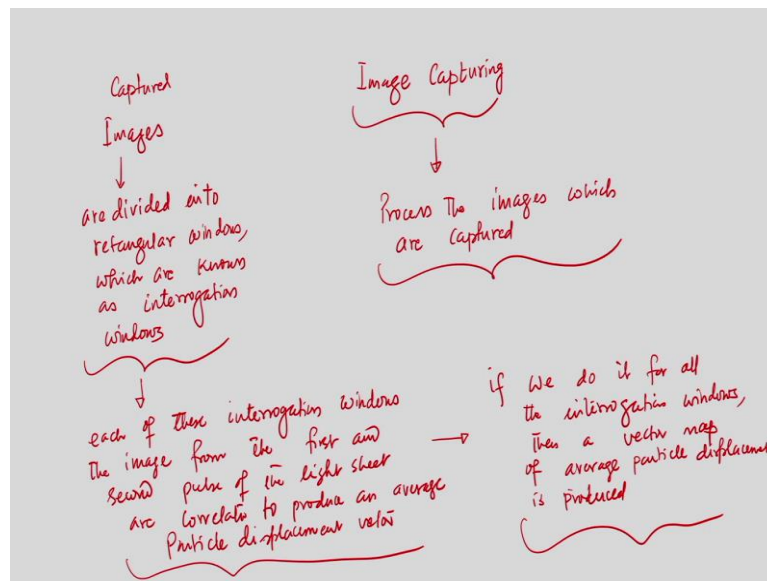 Captured
Images
are divided into
retangular windows,
which are known
as interrogation
windows
Image Capturing
Process The images which
are captured
each of these interrogation windows
the image from the first and
second pulse of the light sheet
are correlate to produce an average
Particle displacement
if we do it for all
the interrogation windows,
Then a vector map
of average particle displacement
is produced